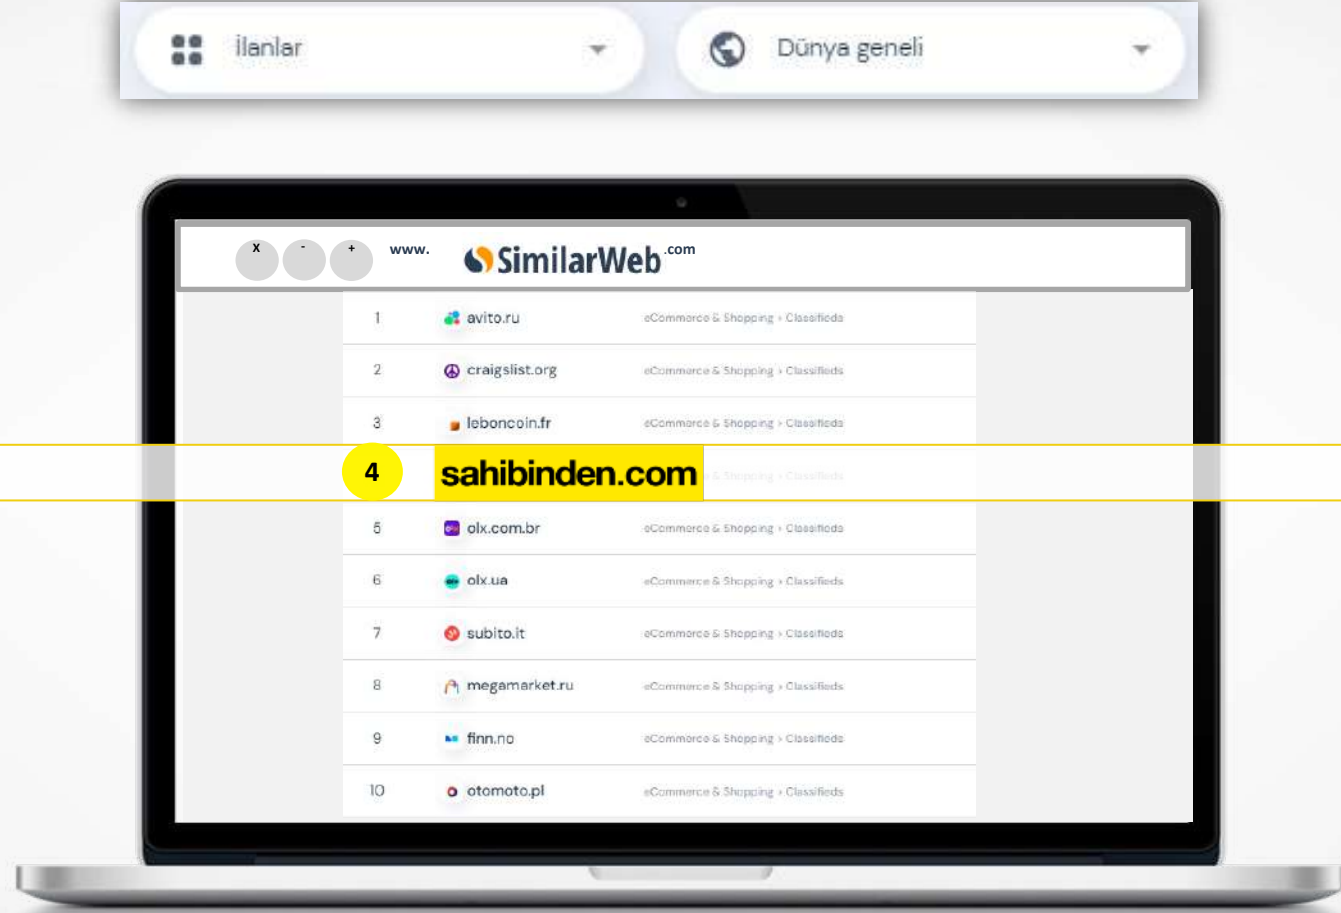 İlanlar Dünya geneli
X - + www. SimilarWeb .com
1 avito.ru eCommerce & Shopping > Classifieds
2 craigslist.org eCommerce & Shopping > Classifieds
3 leboncoin.fr eCommerce & Shopping > Classifieds
4 sahibinden.com & Shopping > Classifieds
5 olx.com.br eCommerce & Shopping > Classifieds
6 olx.ua eCommerce & Shopping > Classifieds
7 subito.it eCommerce & Shopping > Classifieds
8 megamarket.ru eCommerce & Shopping > Classifieds
9 finn.no eCommerce & Shopping > Classifieds
10 otomoto.pl eCommerce & Shopping > Classifieds